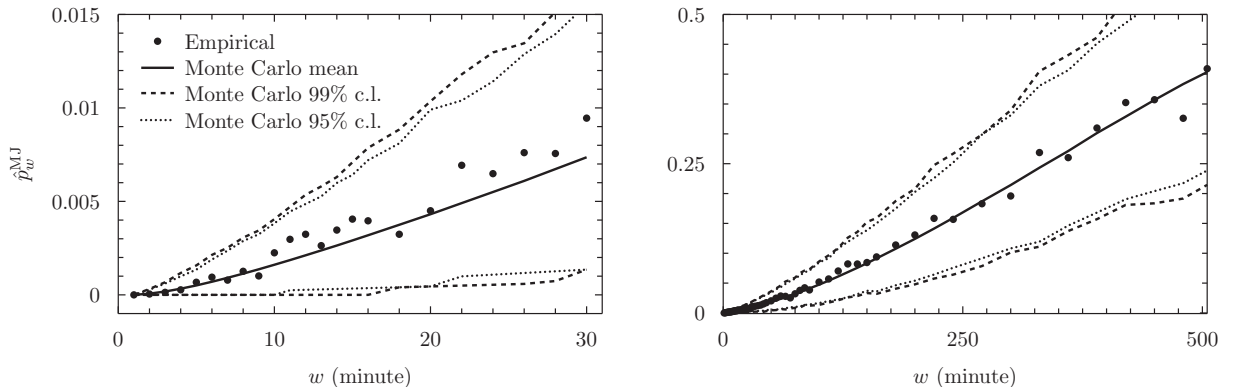 0.015
0.01
0.005
0
p̂_w^MJ
Empirical
Monte Carlo mean
Monte Carlo 99% c.l.
Monte Carlo 95% c.l.
0 10 20 30
w (minute)
0.5
0.25
0
0 250 500
w (minute)